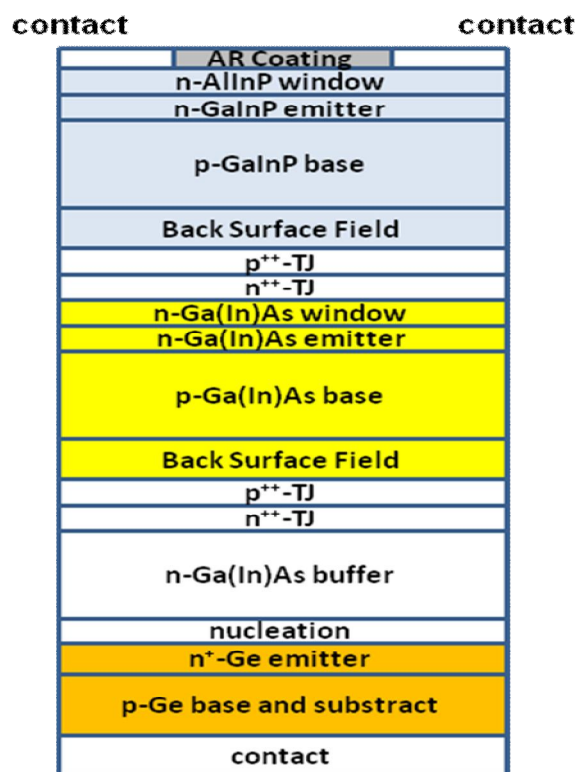 contact contact
AR Coating
n-AlInP window
n-GaInP emitter
p-GaInP base
Back Surface Field
p⁺⁺-TJ
n⁺⁺-TJ
n-Ga(In)As window
n-Ga(In)As emitter
p-Ga(In)As base
Back Surface Field
p⁺⁺-TJ
n⁺⁺-TJ
n-Ga(In)As buffer
nucleation
n⁺-Ge emitter
p-Ge base and substract
contact